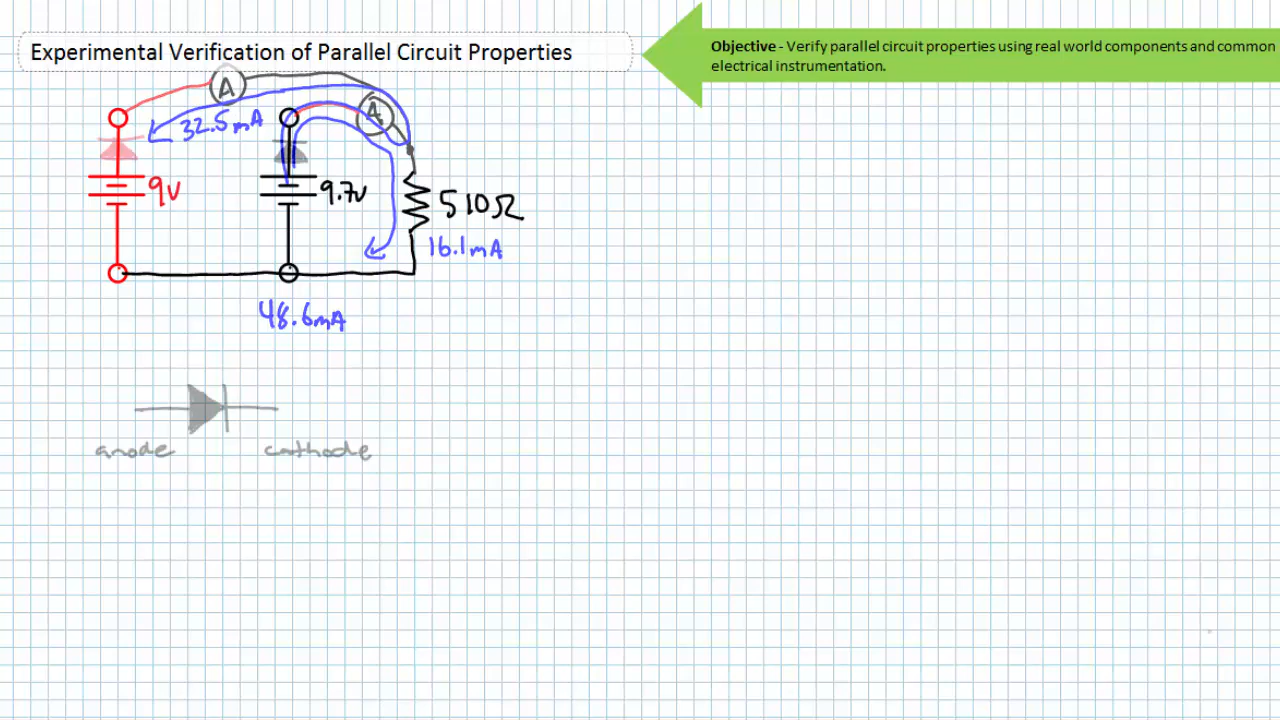 Experimental Verification of Parallel Circuit Properties
Objective - Verify parallel circuit properties using real world components and common
electrical instrumentation.
A
A
32.5mA
9V
9.7V
510Ω
16.1mA
48.6mA
anode
cathode